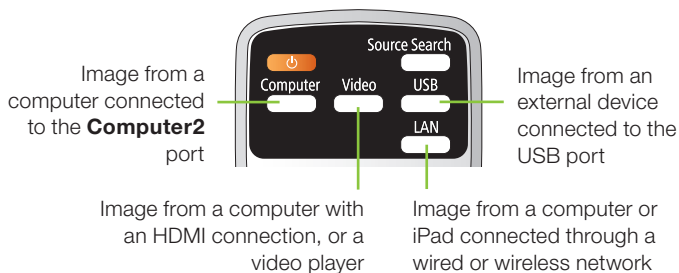 Source Search
Computer
Video
USB
LAN
Image from a
computer connected
to the Computer2
port
Image from an
external device
connected to the
USB port
Image from a computer with
an HDMI connection, or a
video player
Image from a computer or
iPad connected through a
wired or wireless network